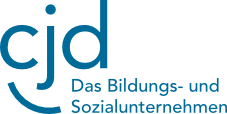 cjd
Das Bildungs- und
Sozialunternehmen